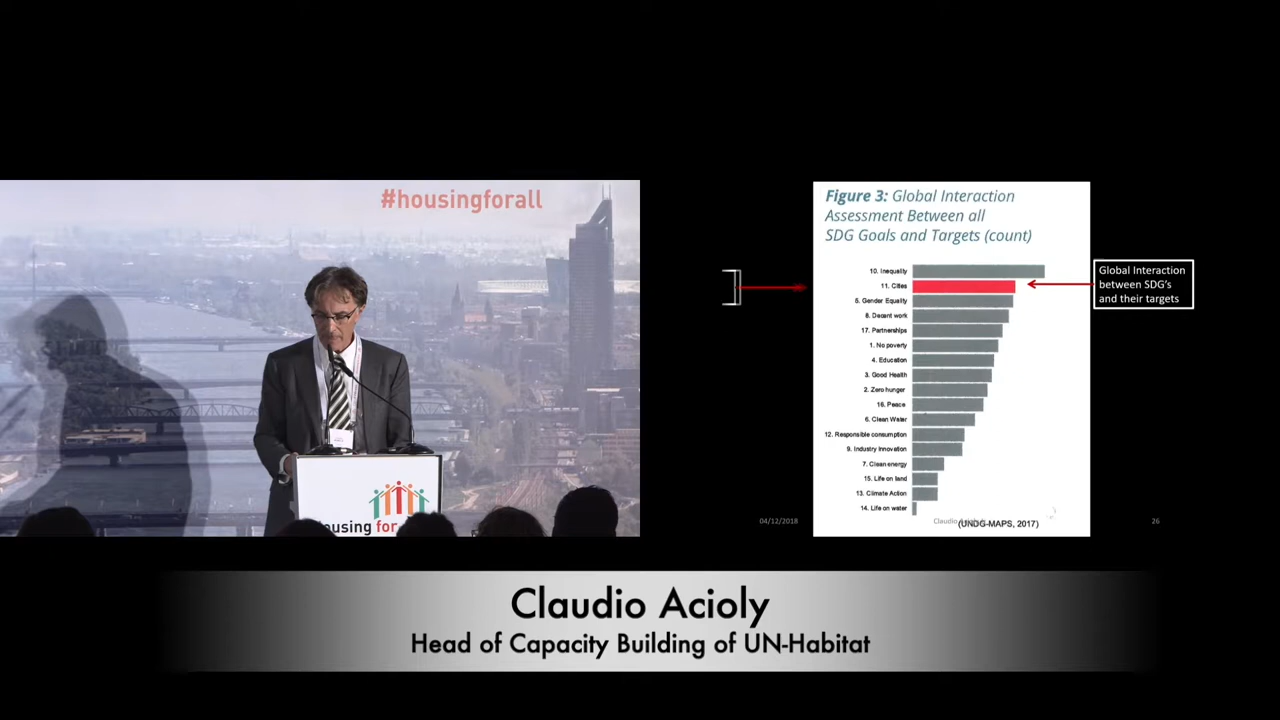 #housingforall
housing for
Figure 3: Global Interaction
Assessment Between all
SDG Goals and Targets (count)
10. Inequality
11. Cities
5. Gender Equality
8. Decent work
17. Partnerships
1. No poverty
4. Education
3. Good Health
2. Zero hunger
16. Peace
6. Clean Water
12. Responsible consumption
9. Industry Innovation
7. Clean energy
15. Life on land
13. Climate Action
14. Life on water
Global Interaction
between SDG's
and their targets
04/12/2018
Claudio
(UNDG-MAPS, 2017)
26
Claudio Acioly
Head of Capacity Building of UN-Habitat